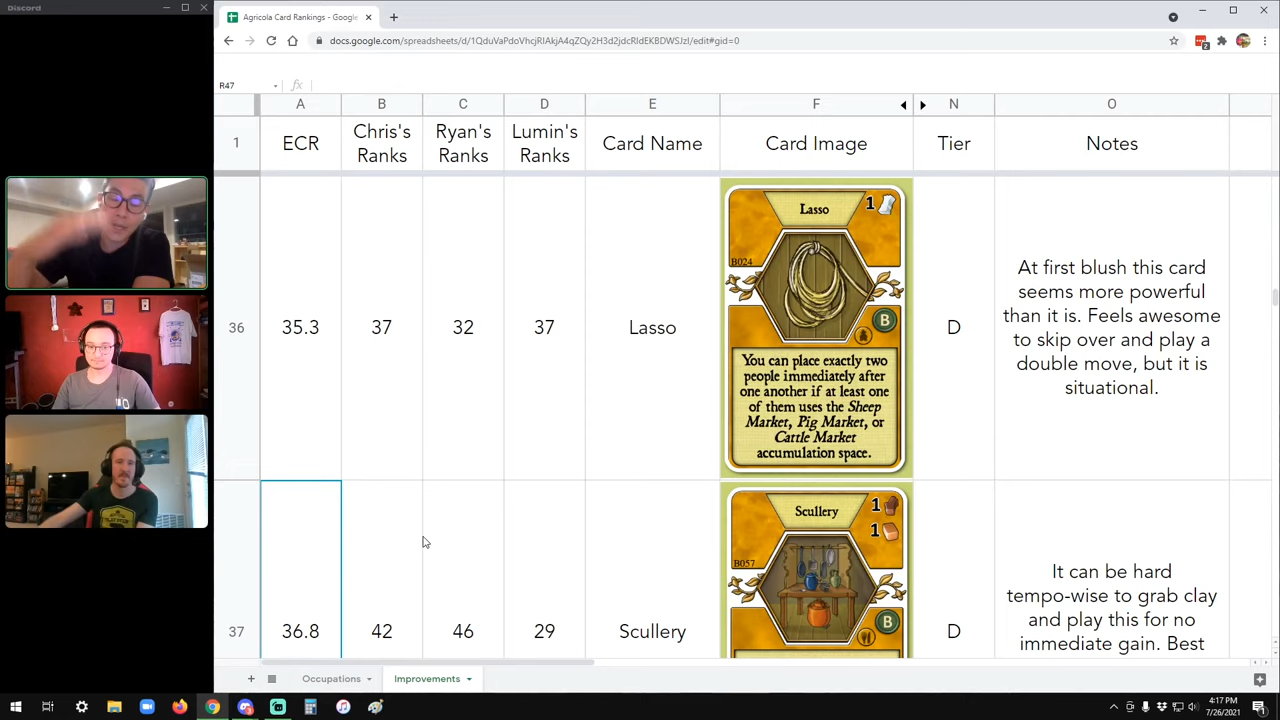 Discord
Agricola Card Rankings - Google
docs.google.com/spreadsheets/d/1QduVaPdoVhcjRIAkjA4qZQy2H3d2jdcRIdEKBDWSJzI/edit#gid=0
R47
fx
A B C D E F N O
1 ECR Chris's Ranks Ryan's Ranks Lumin's Ranks Card Name Card Image Tier Notes
36 35.3 37 32 37 Lasso D
Lasso 1
B024
B
You can place exactly two
people immediately after
one another if at least one
of them uses the Sheep
Market, Pig Market, or
Cattle Market
accumulation space.
At first blush this card
seems more powerful
than it is. Feels awesome
to skip over and play a
double move, but it is
situational.
37 36.8 42 46 29 Scullery D
Scullery 1
1
B057
B
It can be hard
tempo-wise to grab clay
and play this for no
immediate gain. Best
Occupations Improvements
4:17 PM
7/26/2021